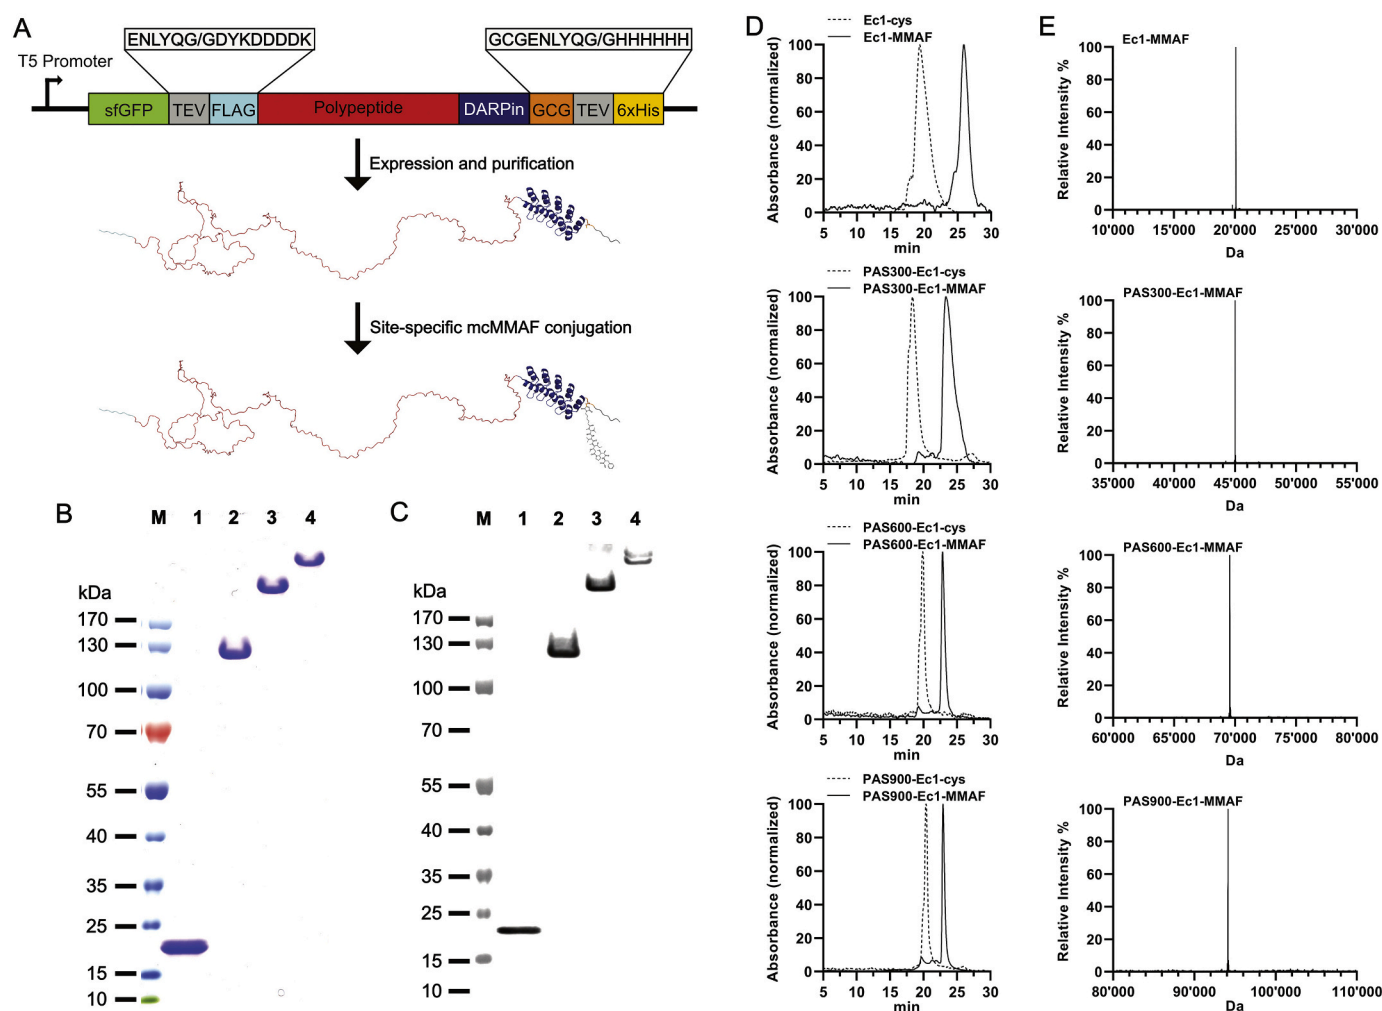 A
ENLYQG/GDYKDDDDK
GCGENLYQG/GHHHHHH
T5 Promoter
sfGFP TEV FLAG Polypeptide DARPin GCG TEV 6xHis
Expression and purification
Site-specific mcMMAF conjugation
B
M 1 2 3 4
kDa
170
130
100
70
55
40
35
25
15
10
C
M 1 2 3 4
kDa
170
130
100
70
55
40
35
25
15
10
D
Ec1-cys
Ec1-MMAF
Absorbance (normalized)
100
80
60
40
20
0
5 10 15 20 25 30
min
PAS300-Ec1-cys
PAS300-Ec1-MMAF
Absorbance (normalized)
100
80
60
40
20
0
5 10 15 20 25 30
min
PAS600-Ec1-cys
PAS600-Ec1-MMAF
Absorbance (normalized)
100
80
60
40
20
0
5 10 15 20 25 30
min
PAS900-Ec1-cys
PAS900-Ec1-MMAF
Absorbance (normalized)
100
80
60
40
20
0
5 10 15 20 25 30
min
E
Ec1-MMAF
Relative Intensity %
100
80
60
40
20
0
10'000 15'000 20'000 25'000 30'000
Da
PAS300-Ec1-MMAF
Relative Intensity %
100
80
60
40
20
0
35'000 40'000 45'000 50'000 55'000
Da
PAS600-Ec1-MMAF
Relative Intensity %
100
80
60
40
20
0
60'000 65'000 70'000 75'000 80'000
Da
PAS900-Ec1-MMAF
Relative Intensity %
100
80
60
40
20
0
80'000 90'000 100'000 110'000
Da